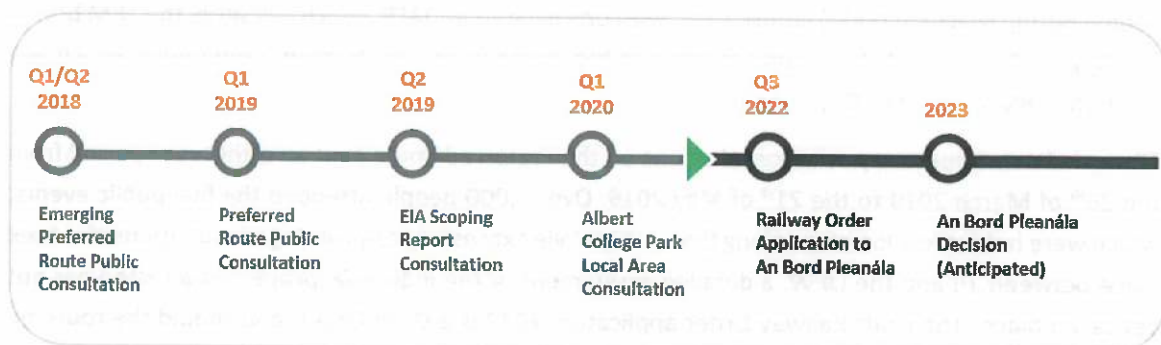 Q1/Q2
2018
Q1
2019
Q2
2019
Q1
2020
Q3
2022
2023
Emerging
Preferred
Route Public
Consultation
Preferred
Route Public
Consultation
EIA Scoping
Report
Consultation
Albert
College Park
Local Area
Consultation
Railway Order
Application to
An Bord Pleanála
An Bord Pleanála
Decision
(Anticipated)